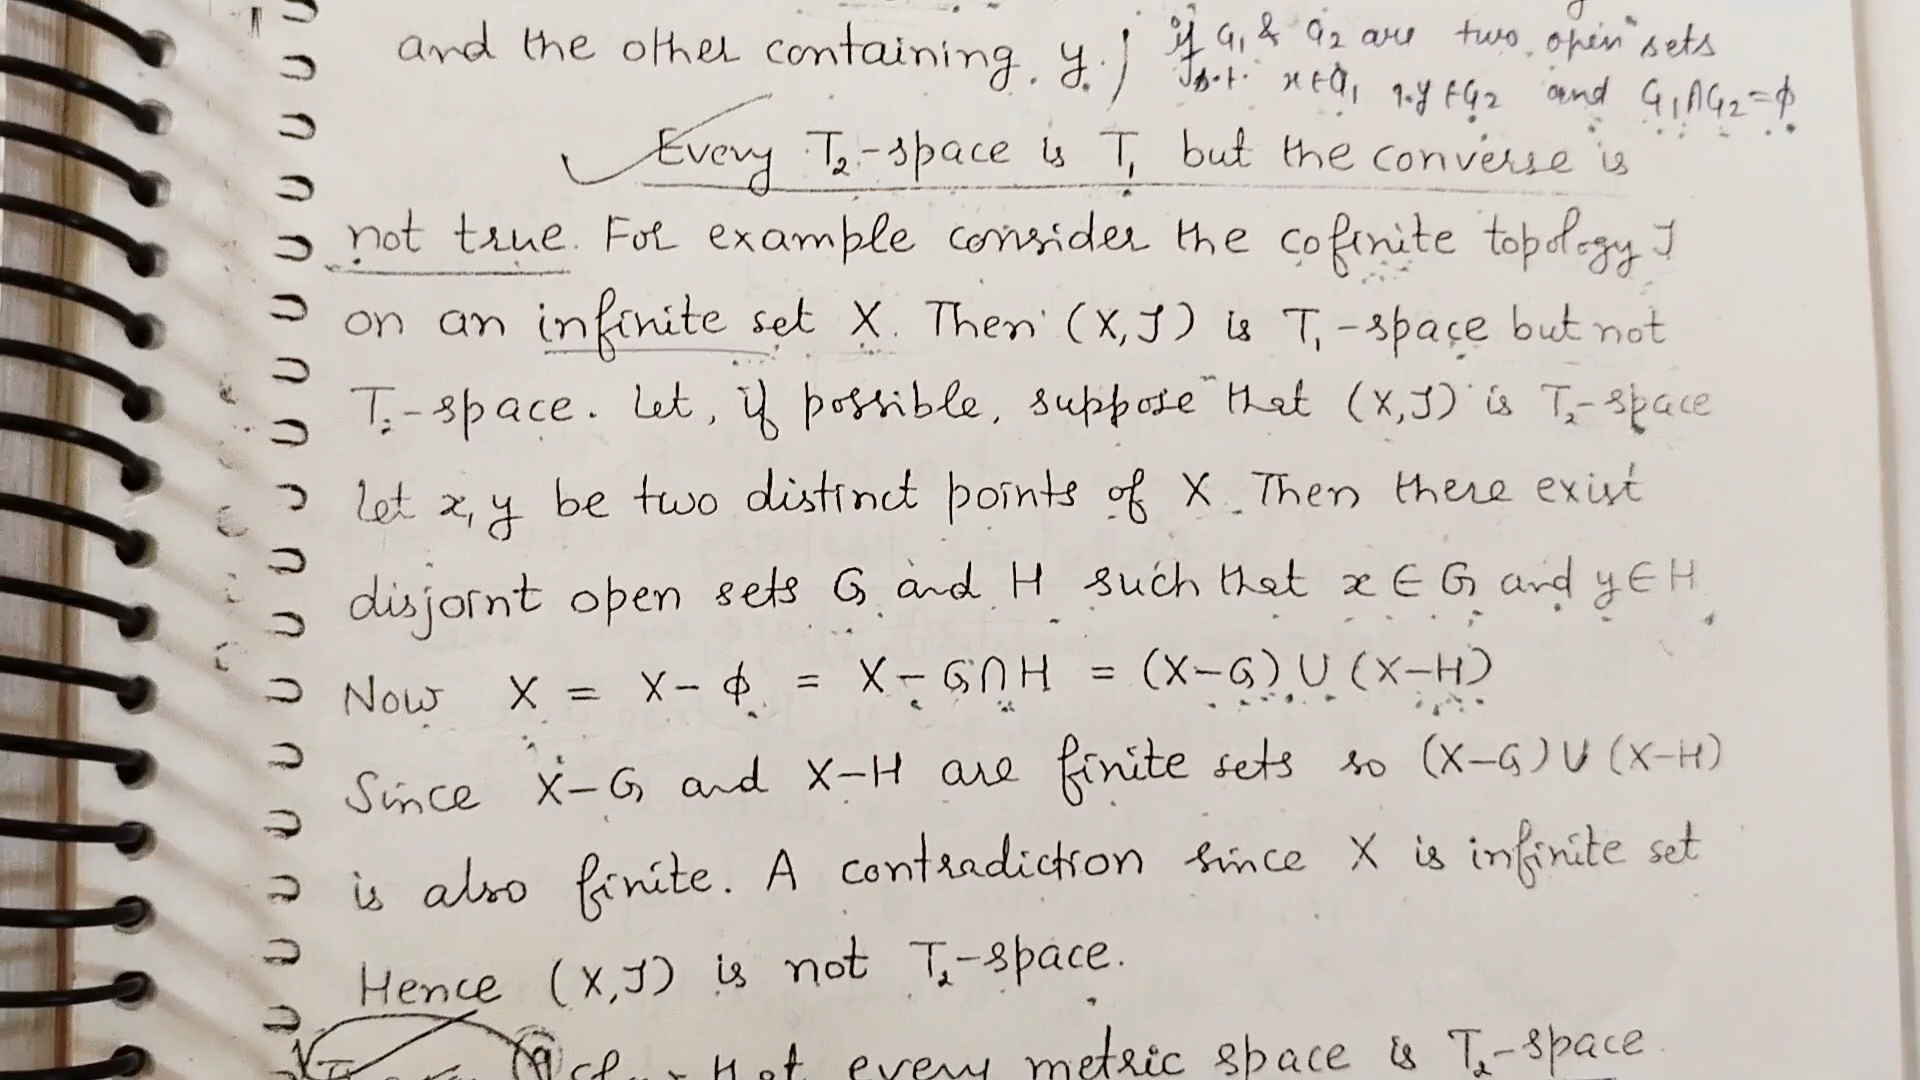 and the other containing y. } if G₁ & G₂ are two open sets
s.t. x∈G₁, y∈G₂ and G₁∩G₂=ϕ
Every T₂-space is T₁ but the converse is
not true. For example consider the cofinite topology J
on an infinite set X. Then (X,J) is T₁-space but not
T₂-space. Let, if possible, suppose that (X,J) is T₂-space
Let x, y be two distinct points of X. Then there exist
disjoint open sets G and H such that x ∈ G and y ∈ H
Now X = X-ϕ = X-G∩H = (X-G) ∪ (X-H)
Since X-G and X-H are finite sets so (X-G) ∪ (X-H)
is also finite. A contradiction since X is infinite set
Hence (X,J) is not T₂-space.
that every metric space is T₂-space.